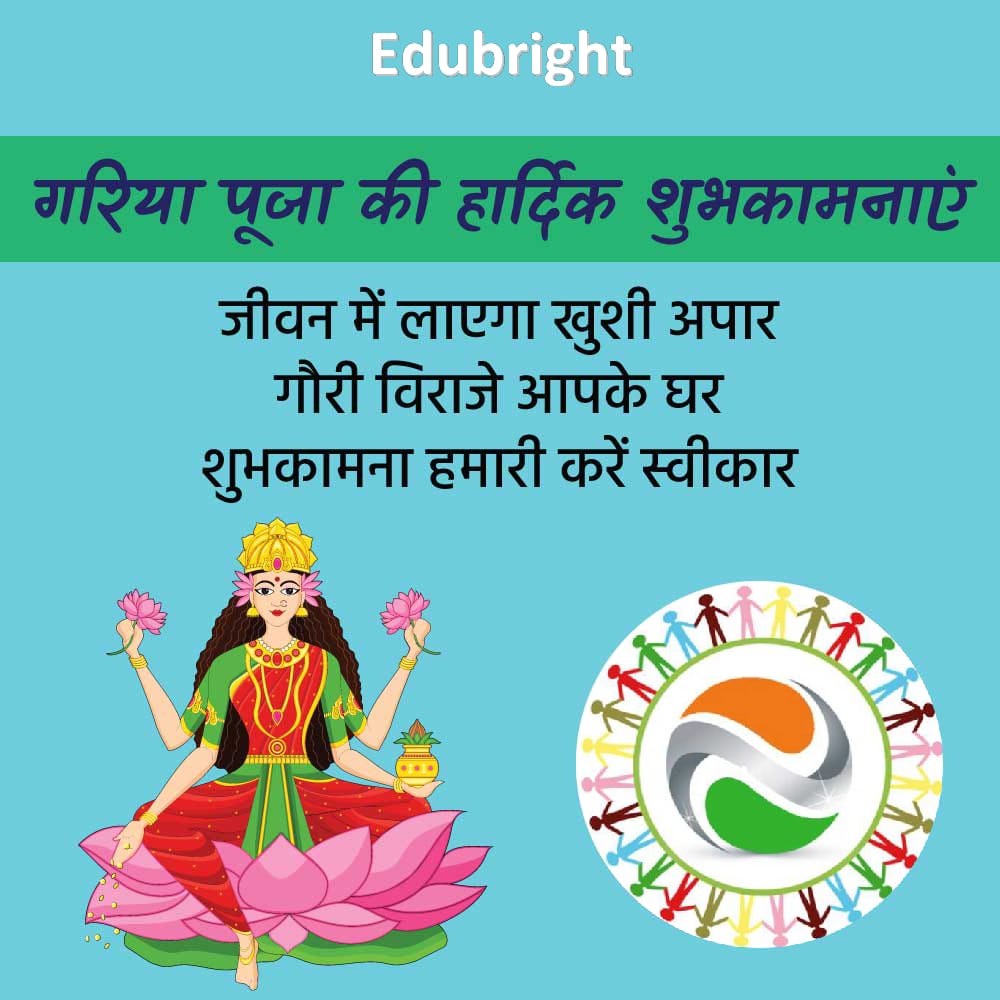 Edubright
गरिया पूजा की हार्दिक शुभकामनाएं
जीवन में लाएगा खुशी अपार
गौरी विराजे आपके घर
शुभकामना हमारी करें स्वीकार